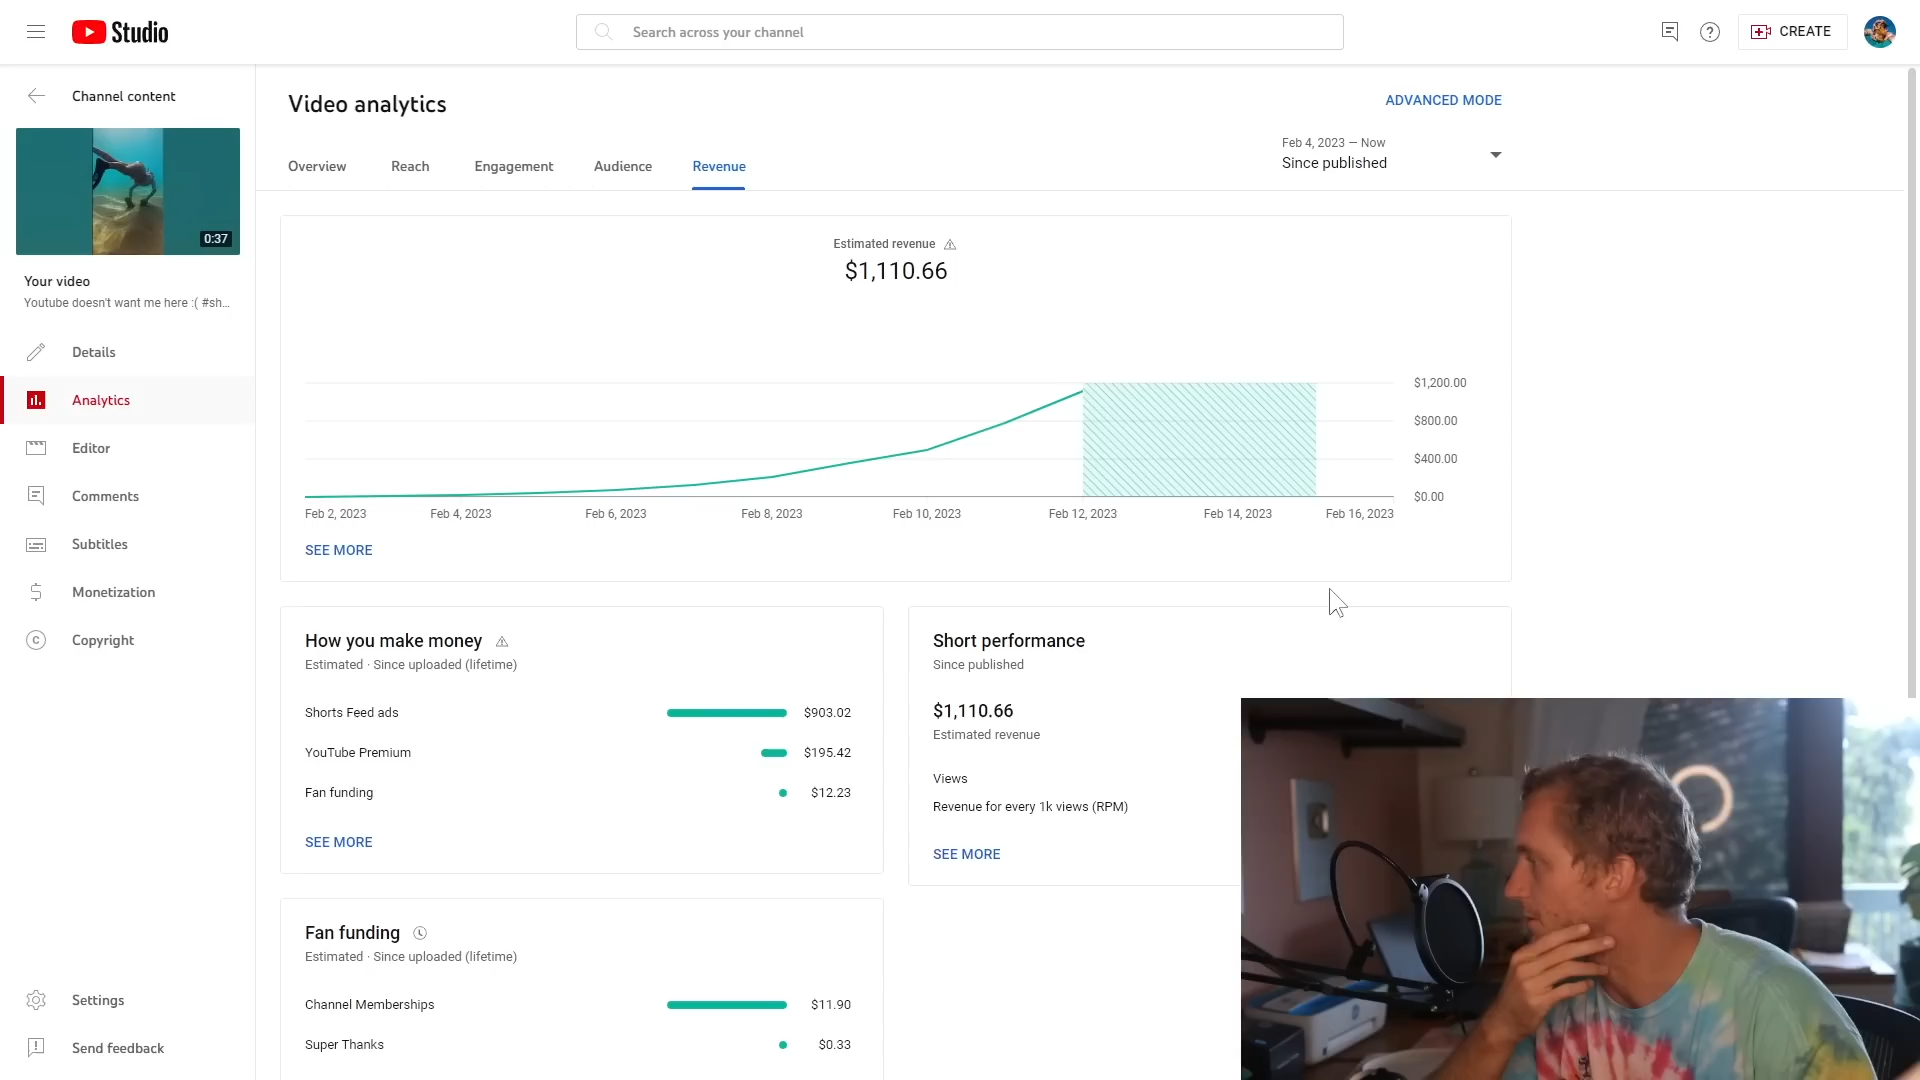 Studio
Search across your channel
CREATE
Channel content
0:37
Your video
Youtube doesn't want me here :( #sh...
Details
Analytics
Editor
Comments
Subtitles
Monetization
Copyright
Settings
Send feedback
Video analytics
ADVANCED MODE
Overview
Reach
Engagement
Audience
Revenue
Feb 4, 2023 – Now
Since published
Estimated revenue
$1,110.66
$1,200.00
$800.00
$400.00
$0.00
Feb 2, 2023
Feb 4, 2023
Feb 6, 2023
Feb 8, 2023
Feb 10, 2023
Feb 12, 2023
Feb 14, 2023
Feb 16, 2023
SEE MORE
How you make money
Estimated · Since uploaded (lifetime)
Shorts Feed ads $903.02
YouTube Premium $195.42
Fan funding $12.23
SEE MORE
Short performance
Since published
$1,110.66
Estimated revenue
Views
Revenue for every 1k views (RPM)
SEE MORE
Fan funding
Estimated · Since uploaded (lifetime)
Channel Memberships $11.90
Super Thanks $0.33